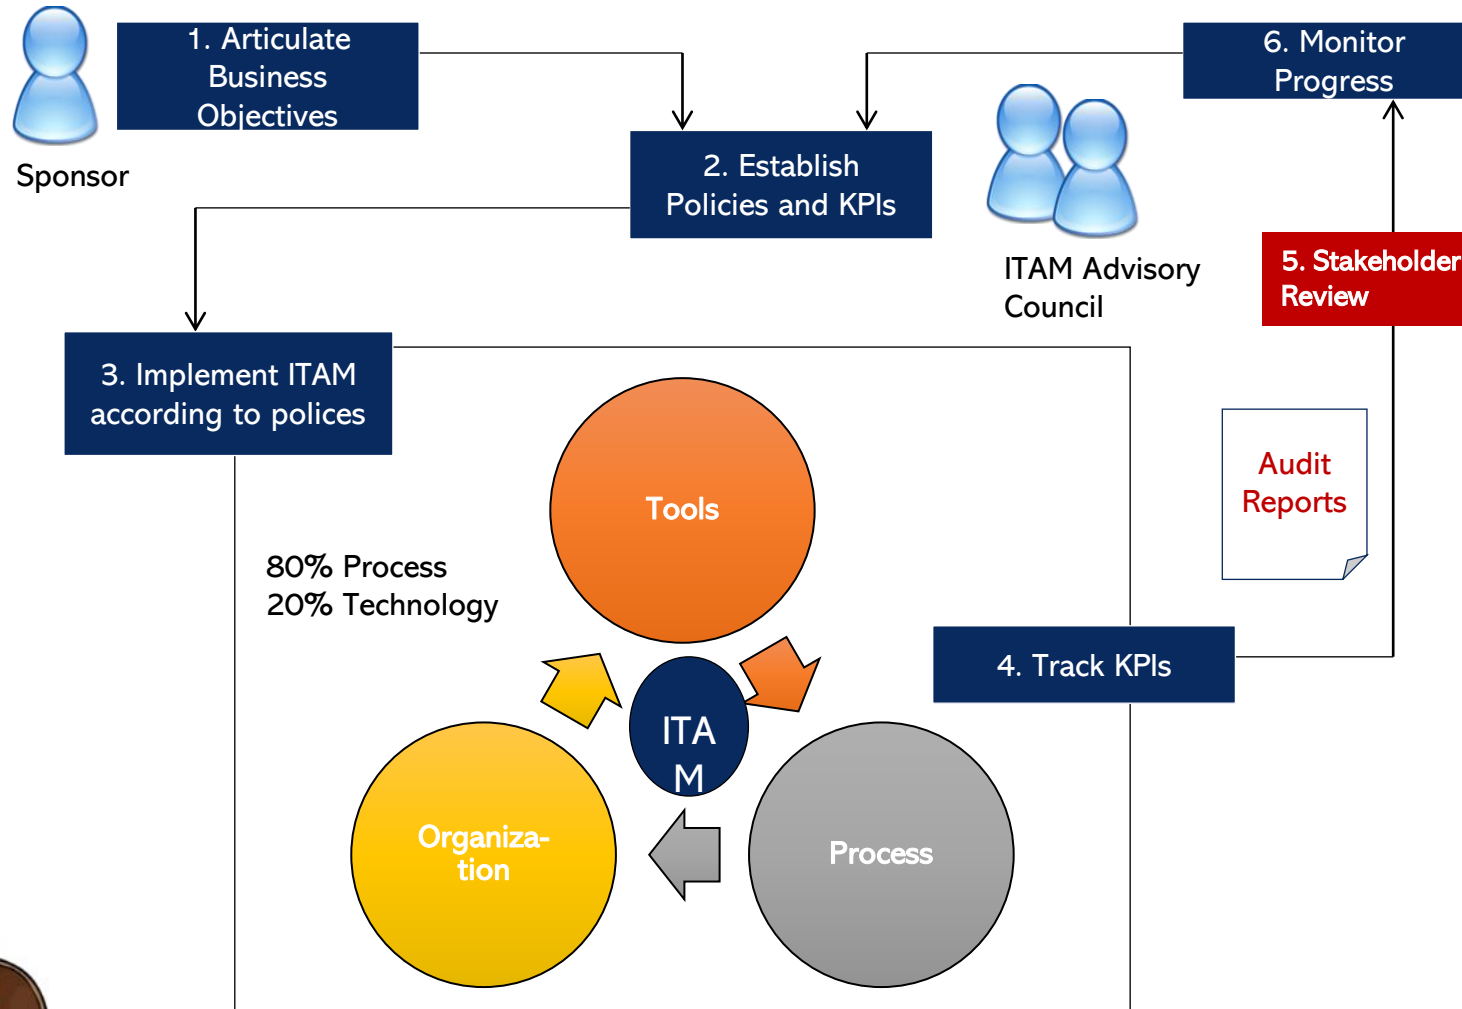 1. Articulate
Business
Objectives
Sponsor
6. Monitor
Progress
2. Establish
Policies and KPIs
ITAM Advisory
Council
5. Stakeholder
Review
3. Implement ITAM
according to polices
Audit
Reports
Tools
80% Process
20% Technology
4. Track KPIs
ITA
M
Organiza-
tion
Process